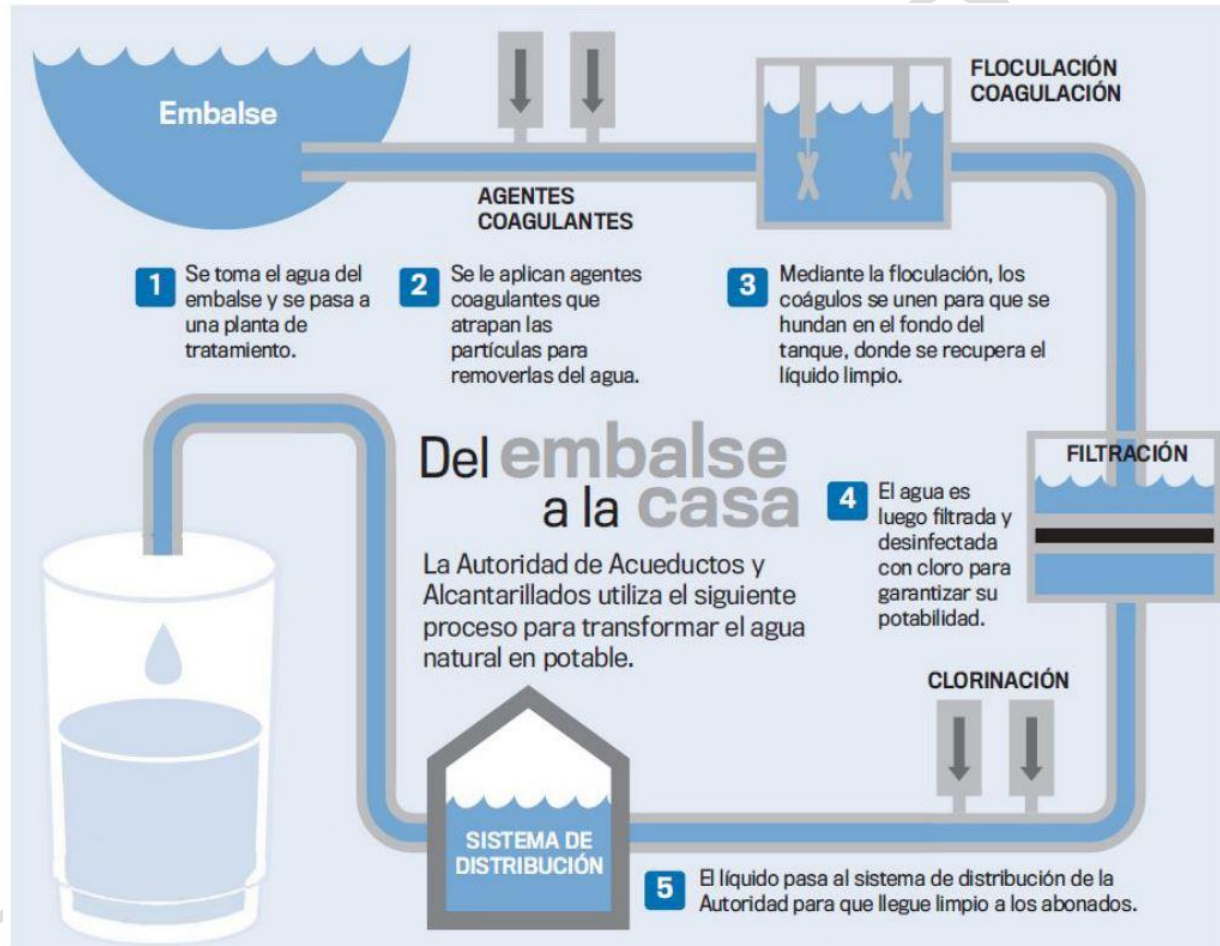 Embalse
AGENTES
COAGULANTES
FLOCULACIÓN
COAGULACIÓN
1
Se toma el agua del
embalse y se pasa a
una planta de
tratamiento.
2
Se le aplican agentes
coagulantes que
atrapan las
partículas para
removerlas del agua.
3
Mediante la floculación, los
coágulos se unen para que se
hundan en el fondo del
tanque, donde se recupera el
líquido limpio.
Del embalse
a la casa
La Autoridad de Acueductos y
Alcantarillados utiliza el siguiente
proceso para transformar el agua
natural en potable.
FILTRACIÓN
4
El agua es
luego filtrada y
desinfectada
con cloro para
garantizar su
potabilidad.
CLORINACIÓN
SISTEMA DE
DISTRIBUCIÓN
5
El líquido pasa al sistema de distribución de la
Autoridad para que llegue limpio a los abonados.